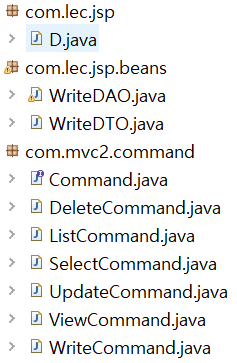 com.lec.jsp
D.java
com.lec.jsp.beans
WriteDAO.java
WriteDTO.java
com.mvc2.command
Command.java
DeleteCommand.java
ListCommand.java
SelectCommand.java
UpdateCommand.java
ViewCommand.java
WriteCommand.java